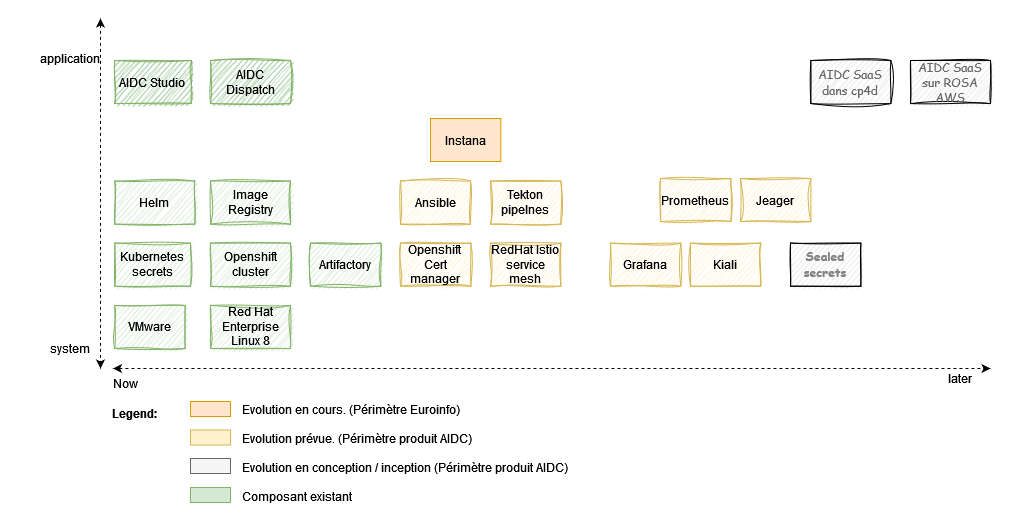 application
AIDC Studio
AIDC
Dispatch
AIDC SaaS
dans cp4d
AIDC SaaS
sur ROSA
AWS
Instana
Helm
Image
Registry
Ansible
Tekton
pipelnes
Prometheus
Jeager
Kubernetes
secrets
Openshift
cluster
Artifactory
Openshift
Cert
manager
RedHat Istio
service
mesh
Grafana
Kiali
Sealed
secrets
VMware
Red Hat
Enterprise
Linux 8
system
Now
later
Legend:
Evolution en cours. (Périmètre Euroinfo)
Evolution prévue. (Périmètre produit AIDC)
Evolution en conception / inception (Périmètre produit AIDC)
Composant existant